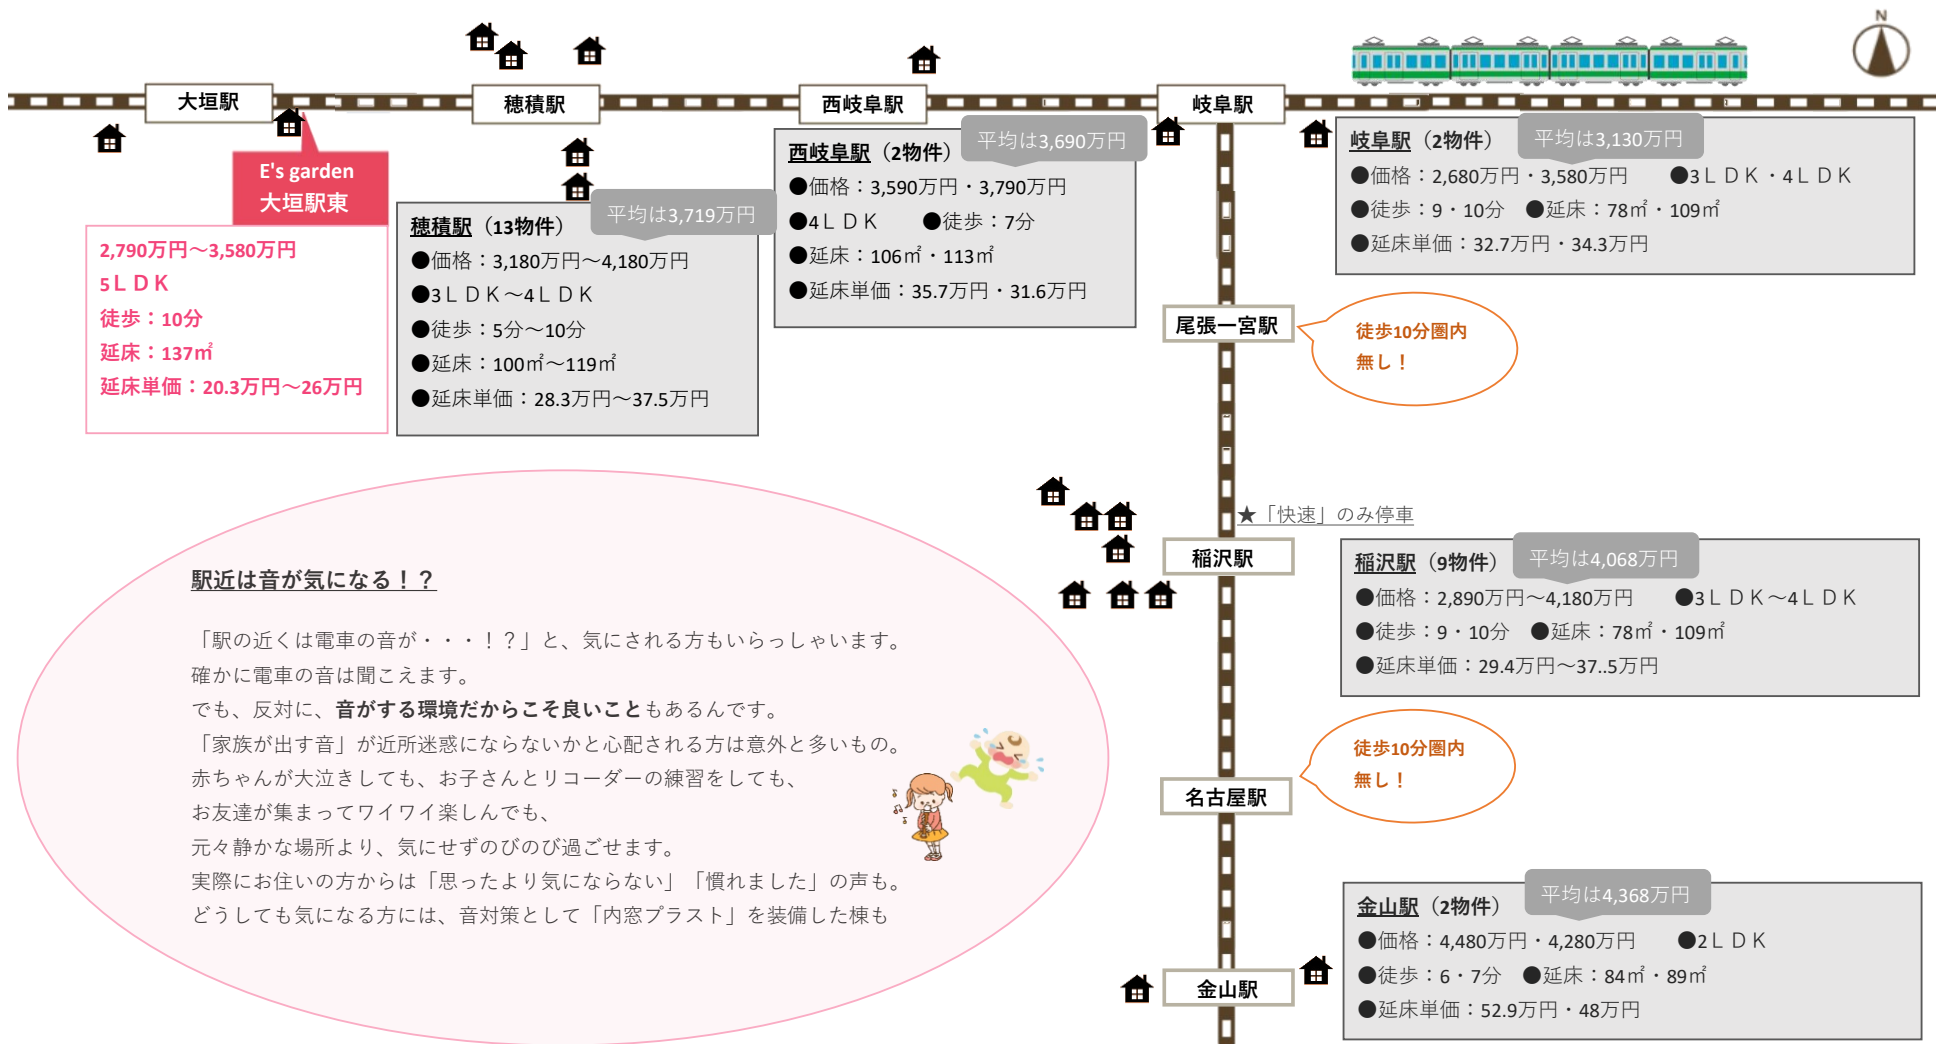 N
大垣駅
穂積駅
西岐阜駅
岐阜駅
E's garden
大垣駅東
2,790万円～3,580万円
5ＬＤＫ
徒歩：10分
延床：137㎡
延床単価：20.3万円～26万円
穂積駅（13物件）
平均は3,719万円
●価格：3,180万円～4,180万円
●3ＬＤＫ～4ＬＤＫ
●徒歩：5分～10分
●延床：100㎡～119㎡
●延床単価：28.3万円～37.5万円
西岐阜駅（2物件）
平均は3,690万円
●価格：3,590万円・3,790万円
●4ＬＤＫ　●徒歩：7分
●延床：106㎡・113㎡
●延床単価：35.7万円・31.6万円
岐阜駅（2物件）
平均は3,130万円
●価格：2,680万円・3,580万円　●3ＬＤＫ・4ＬＤＫ
●徒歩：9・10分　●延床：78㎡・109㎡
●延床単価：32.7万円・34.3万円
尾張一宮駅
徒歩10分圏内
無し！
★「快速」のみ停車
稲沢駅
稲沢駅（9物件）
平均は4,068万円
●価格：2,890万円～4,180万円　●3ＬＤＫ～4ＬＤＫ
●徒歩：9・10分　●延床：78㎡・109㎡
●延床単価：29.4万円～37..5万円
名古屋駅
徒歩10分圏内
無し！
金山駅
金山駅（2物件）
平均は4,368万円
●価格：4,480万円・4,280万円　●2ＬＤＫ
●徒歩：6・7分　●延床：84㎡・89㎡
●延床単価：52.9万円・48万円
駅近は音が気になる！？
「駅の近くは電車の音が・・・！？」と、気にされる方もいらっしゃいます。
確かに電車の音は聞こえます。
でも、反対に、音がする環境だからこそ良いこともあるんです。
「家族が出す音」が近所迷惑にならないかと心配される方は意外と多いもの。
赤ちゃんが大泣きしても、お子さんとリコーダーの練習をしても、
お友達が集まってワイワイ楽しんでも、
元々静かな場所より、気にせずのびのび過ごせます。
実際にお住いの方からは「思ったより気にならない」「慣れました」の声も。
どうしても気になる方には、音対策として「内窓プラスト」を装備した棟も